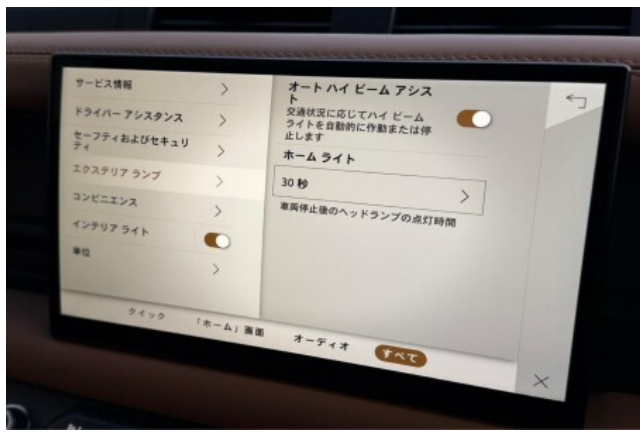 サービス情報
ドライバー アシスタンス
セーフティおよびセキュリ
ティ
エクステリア ランプ
コンビニエンス
インテリア ライト
単位
オート ハイ ビーム アシス
ト
交通状況に応じてハイ ビーム
ライトを自動的に作動または停
止します
ホーム ライト
30 秒
車両停止後のヘッドランプの点灯時間
クイック
「ホーム」画面
オーディオ
すべて